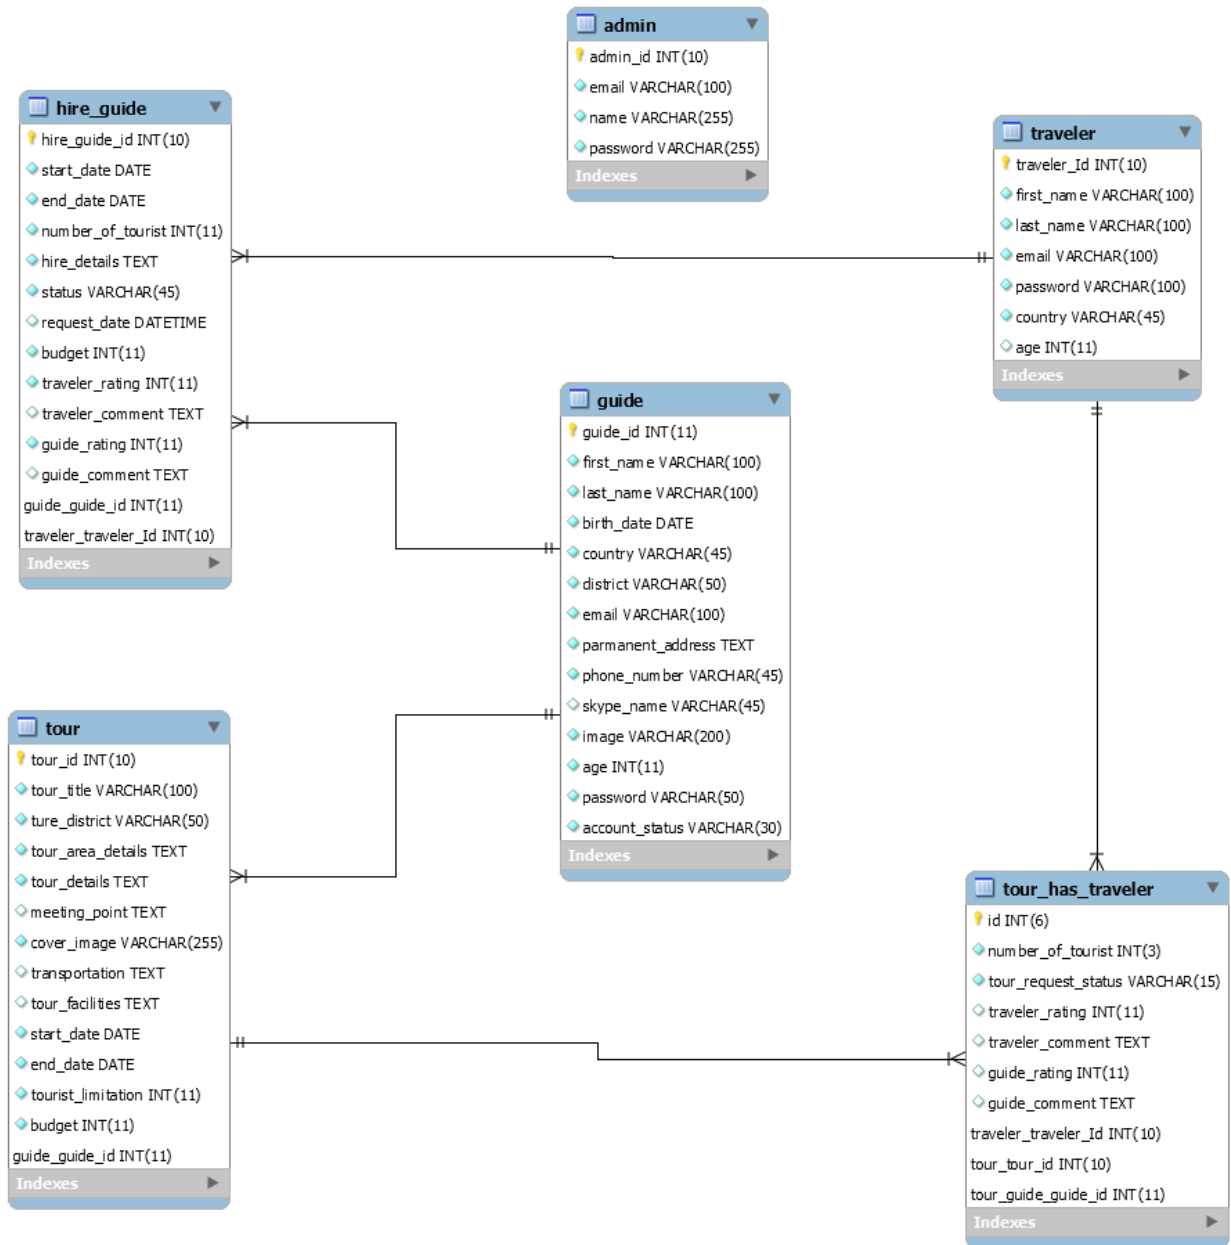 admin
admin_id INT(10)
email VARCHAR(100)
name VARCHAR(255)
password VARCHAR(255)
Indexes
hire_guide
hire_guide_id INT(10)
start_date DATE
end_date DATE
number_of_tourist INT(11)
hire_details TEXT
status VARCHAR(45)
request_date DATETIME
budget INT(11)
traveler_rating INT(11)
traveler_comment TEXT
guide_rating INT(11)
guide_comment TEXT
guide_guide_id INT(11)
traveler_traveler_Id INT(10)
Indexes
traveler
traveler_Id INT(10)
first_name VARCHAR(100)
last_name VARCHAR(100)
email VARCHAR(100)
password VARCHAR(100)
country VARCHAR(45)
age INT(11)
Indexes
guide
guide_id INT(11)
first_name VARCHAR(100)
last_name VARCHAR(100)
birth_date DATE
country VARCHAR(45)
district VARCHAR(50)
email VARCHAR(100)
parmanent_address TEXT
phone_number VARCHAR(45)
skype_name VARCHAR(45)
image VARCHAR(200)
age INT(11)
password VARCHAR(50)
account_status VARCHAR(30)
Indexes
tour
tour_id INT(10)
tour_title VARCHAR(100)
ture_district VARCHAR(50)
tour_area_details TEXT
tour_details TEXT
meeting_point TEXT
cover_image VARCHAR(255)
transportation TEXT
tour_facilities TEXT
start_date DATE
end_date DATE
tourist_limitation INT(11)
budget INT(11)
guide_guide_id INT(11)
Indexes
tour_has_traveler
id INT(6)
number_of_tourist INT(3)
tour_request_status VARCHAR(15)
traveler_rating INT(11)
traveler_comment TEXT
guide_rating INT(11)
guide_comment TEXT
traveler_traveler_Id INT(10)
tour_tour_id INT(10)
tour_guide_guide_id INT(11)
Indexes